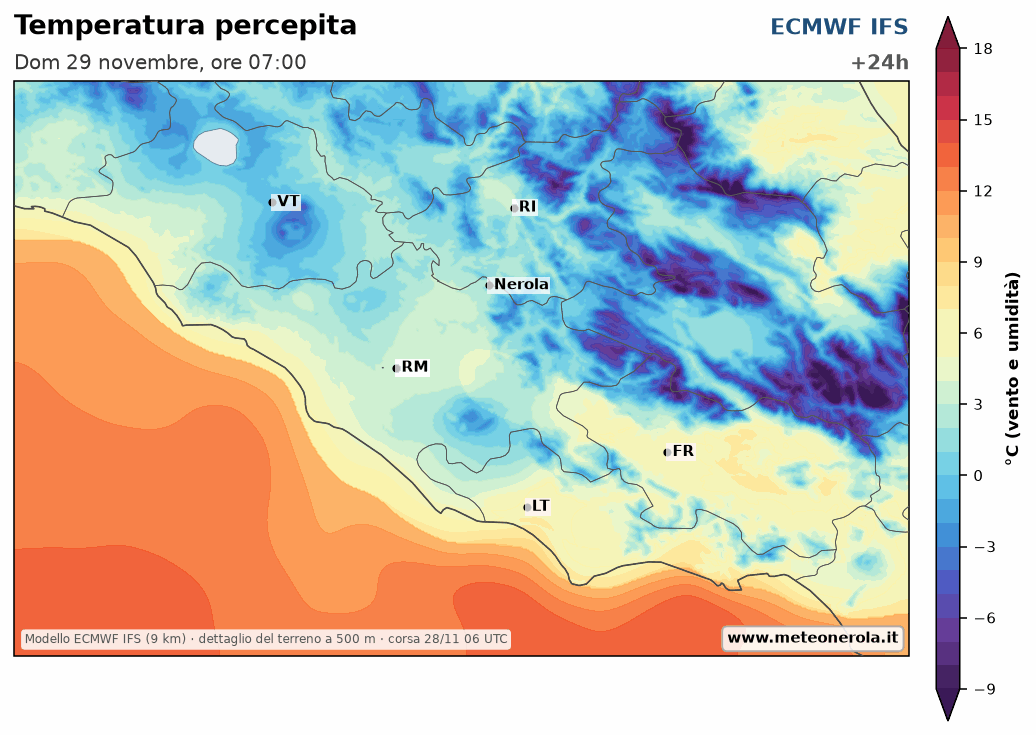 Temperatura percepita
ECMWF IFS
Dom 29 novembre, ore 07:00
+24h
VT
RI
Nerola
RM
FR
LT
Modello ECMWF IFS (9 km) · dettaglio del terreno a 500 m · corsa 28/11 06 UTC
www.meteonerola.it
18
15
12
9
6
3
0
−3
−6
−9
°C (vento e umidità)